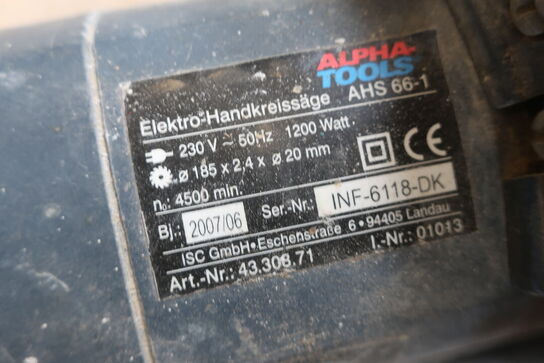 ALPHA-
TOOLS
Elektro-Handkreissäge AHS 66-1
230 V ~ 50Hz 1200 Watt
ø 185 x 2,4 x ø 20 mm
n₀: 4500 min.
CE
Bj.: 2007/06 Ser.-Nr.: INF-6118-DK
ISC GmbH • Eschenstraße 6 • 94405 Landau
Art.-Nr.: 43.308.71 I.-Nr.: 01013